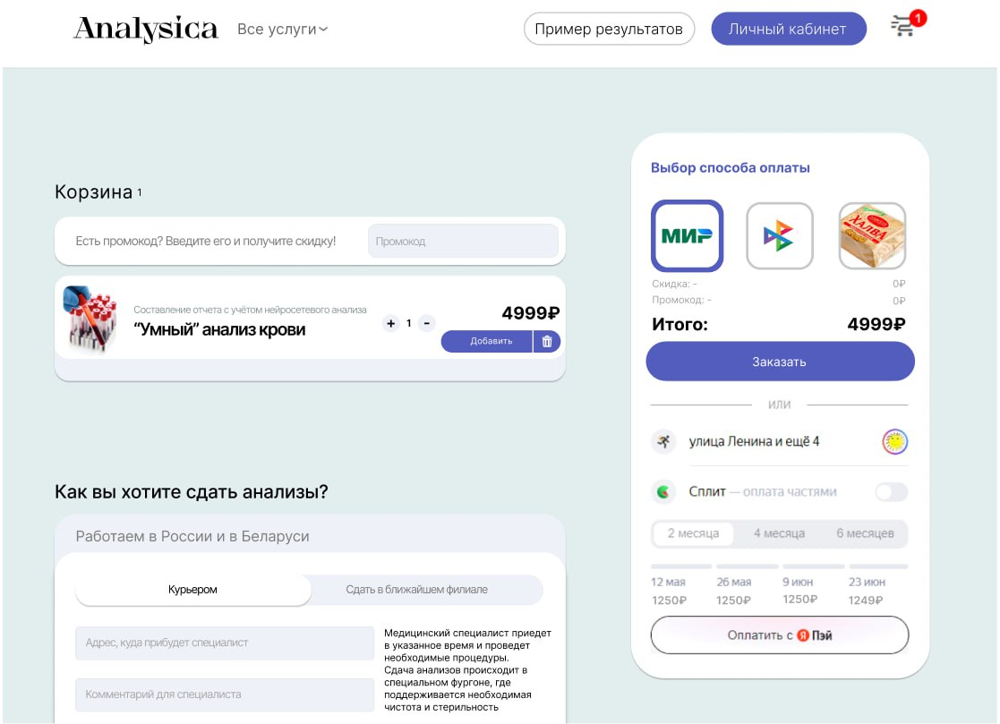 Analysica
Все услуги
Пример результатов
Личный кабинет
1
Корзина 1
Есть промокод? Введите его и получите скидку!
Промокод
Составление отчета с учётом нейросетевого анализа
“Умный” анализ крови
+ 1 -
4999₽
Добавить
Как вы хотите сдать анализы?
Работаем в России и в Беларуси
Курьером
Сдать в ближайшем филиале
Адрес, куда прибудет специалист
Комментарий для специалиста
Медицинский специалист приедет
в указанное время и проведет
необходимые процедуры.
Сдача анализов происходит в
специальном фургоне, где
поддерживается необходимая
чистота и стерильность
Выбор способа оплаты
МИР
ХАЛВА
Скидка: - 0₽
Промокод: - 0₽
Итого: 4999₽
Заказать
ИЛИ
улица Ленина и ещё 4
Сплит — оплата частями
2 месяца
4 месяца
6 месяцев
12 мая
26 мая
9 июн
23 июн
1250₽
1250₽
1250₽
1249₽
Оплатить с Я Пэй